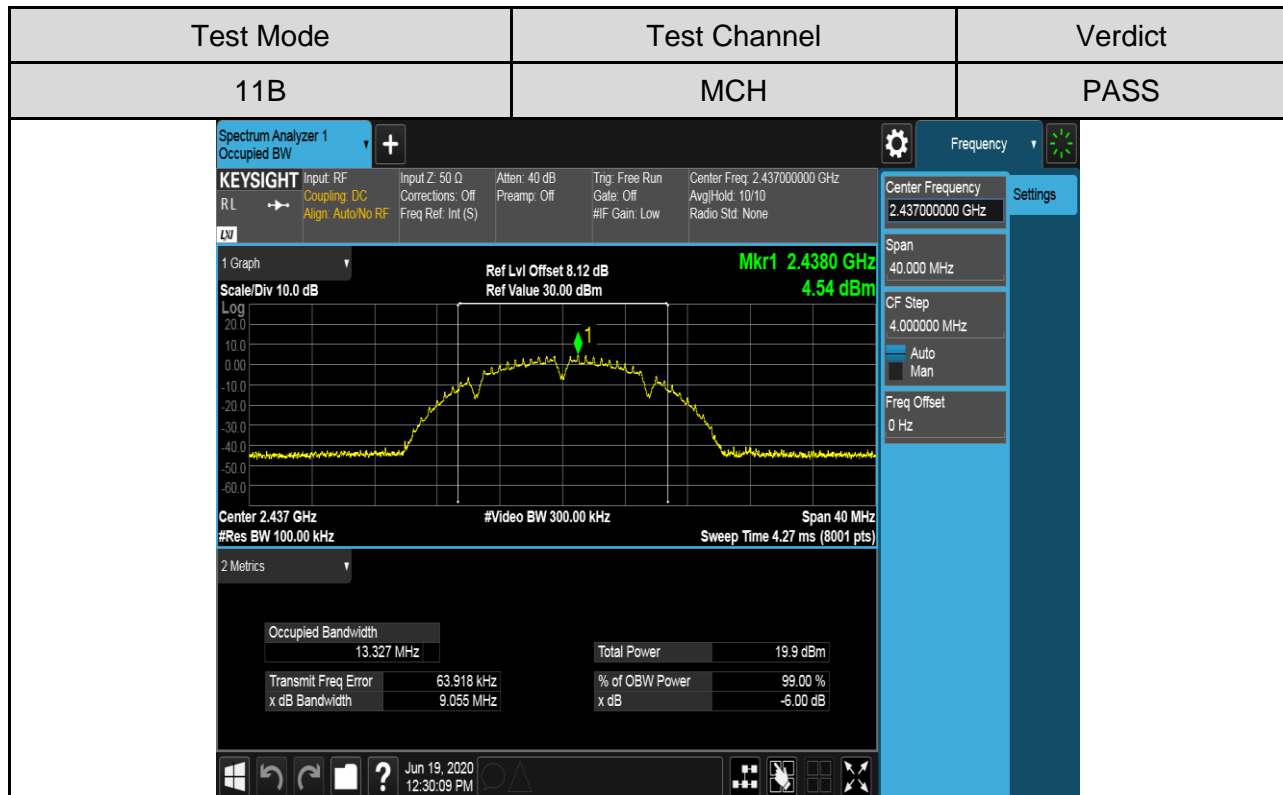 Test Mode Test Channel Verdict
11B MCH PASS
Spectrum Analyzer 1
Occupied BW
+
Frequency
KEYSIGHT Input: RF Input Z: 50 Ω Atten: 40 dB Trig: Free Run Center Freq: 2.437000000 GHz
RL Coupling: DC Corrections: Off Preamp: Off Gate: Off Avg|Hold: 10/10
Align: Auto/No RF Freq Ref: Int (S) #IF Gain: Low Radio Std: None
LXI
Center Frequency
2.437000000 GHz
Settings
Span
40.000 MHz
CF Step
4.000000 MHz
Auto
Man
Freq Offset
0 Hz
1 Graph Ref Lvl Offset 8.12 dB Mkr1 2.4380 GHz
Scale/Div 10.0 dB Ref Value 30.00 dBm 4.54 dBm
Log
20.0
10.0
0.00
-10.0
-20.0
-30.0
-40.0
-50.0
-60.0
1
Center 2.437 GHz #Video BW 300.00 kHz Span 40 MHz
#Res BW 100.00 kHz Sweep Time 4.27 ms (8001 pts)
2 Metrics
Occupied Bandwidth
13.327 MHz Total Power 19.9 dBm
Transmit Freq Error 63.918 kHz % of OBW Power 99.00 %
x dB Bandwidth 9.055 MHz x dB -6.00 dB
? Jun 19, 2020
12:30:09 PM